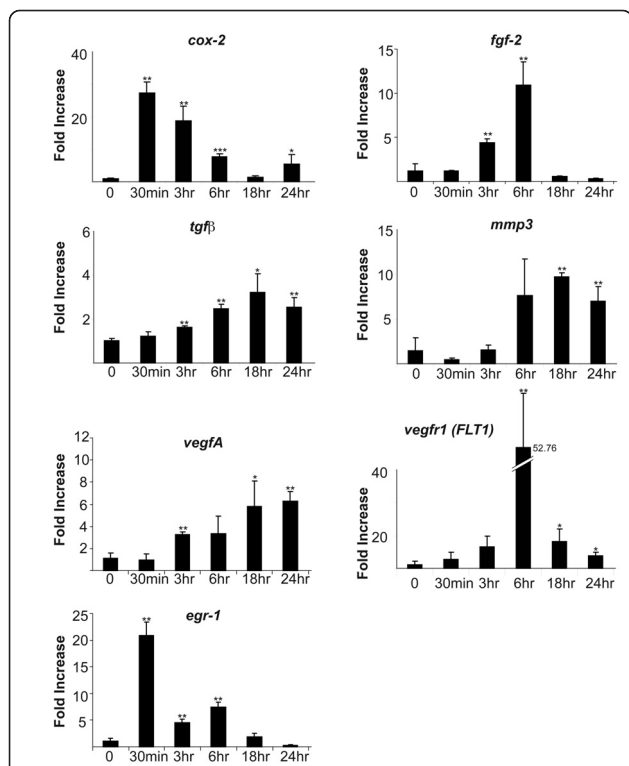 cox-2
Fold Increase
40
20
**
**
***
*
0 30min 3hr 6hr 18hr 24hr
fgf-2
Fold Increase
15
10
5
**
**
0 30min 3hr 6hr 18hr 24hr
tgfβ
Fold Increase
6
4
2
**
**
*
**
0 30min 3hr 6hr 18hr 24hr
mmp3
Fold Increase
15
10
5
**
**
0 30min 3hr 6hr 18hr 24hr
vegfA
Fold Increase
12
10
8
6
4
2
**
*
**
0 30min 3hr 6hr 18hr 24hr
vegfr1 (FLT1)
Fold Increase
40
20
**
52.76
*
*
0 30min 3hr 6hr 18hr 24hr
egr-1
Fold Increase
25
20
15
10
5
**
**
**
0 30min 3hr 6hr 18hr 24hr